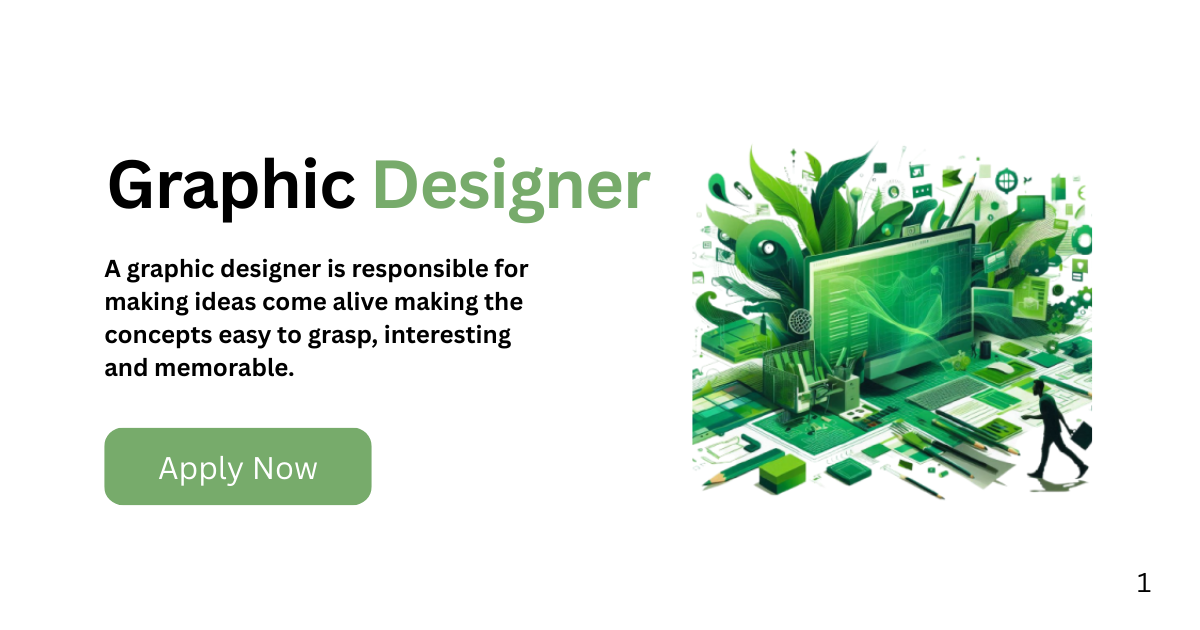 Graphic Designer
A graphic designer is responsible for
making ideas come alive making the
concepts easy to grasp, interesting
and memorable.
Apply Now
1